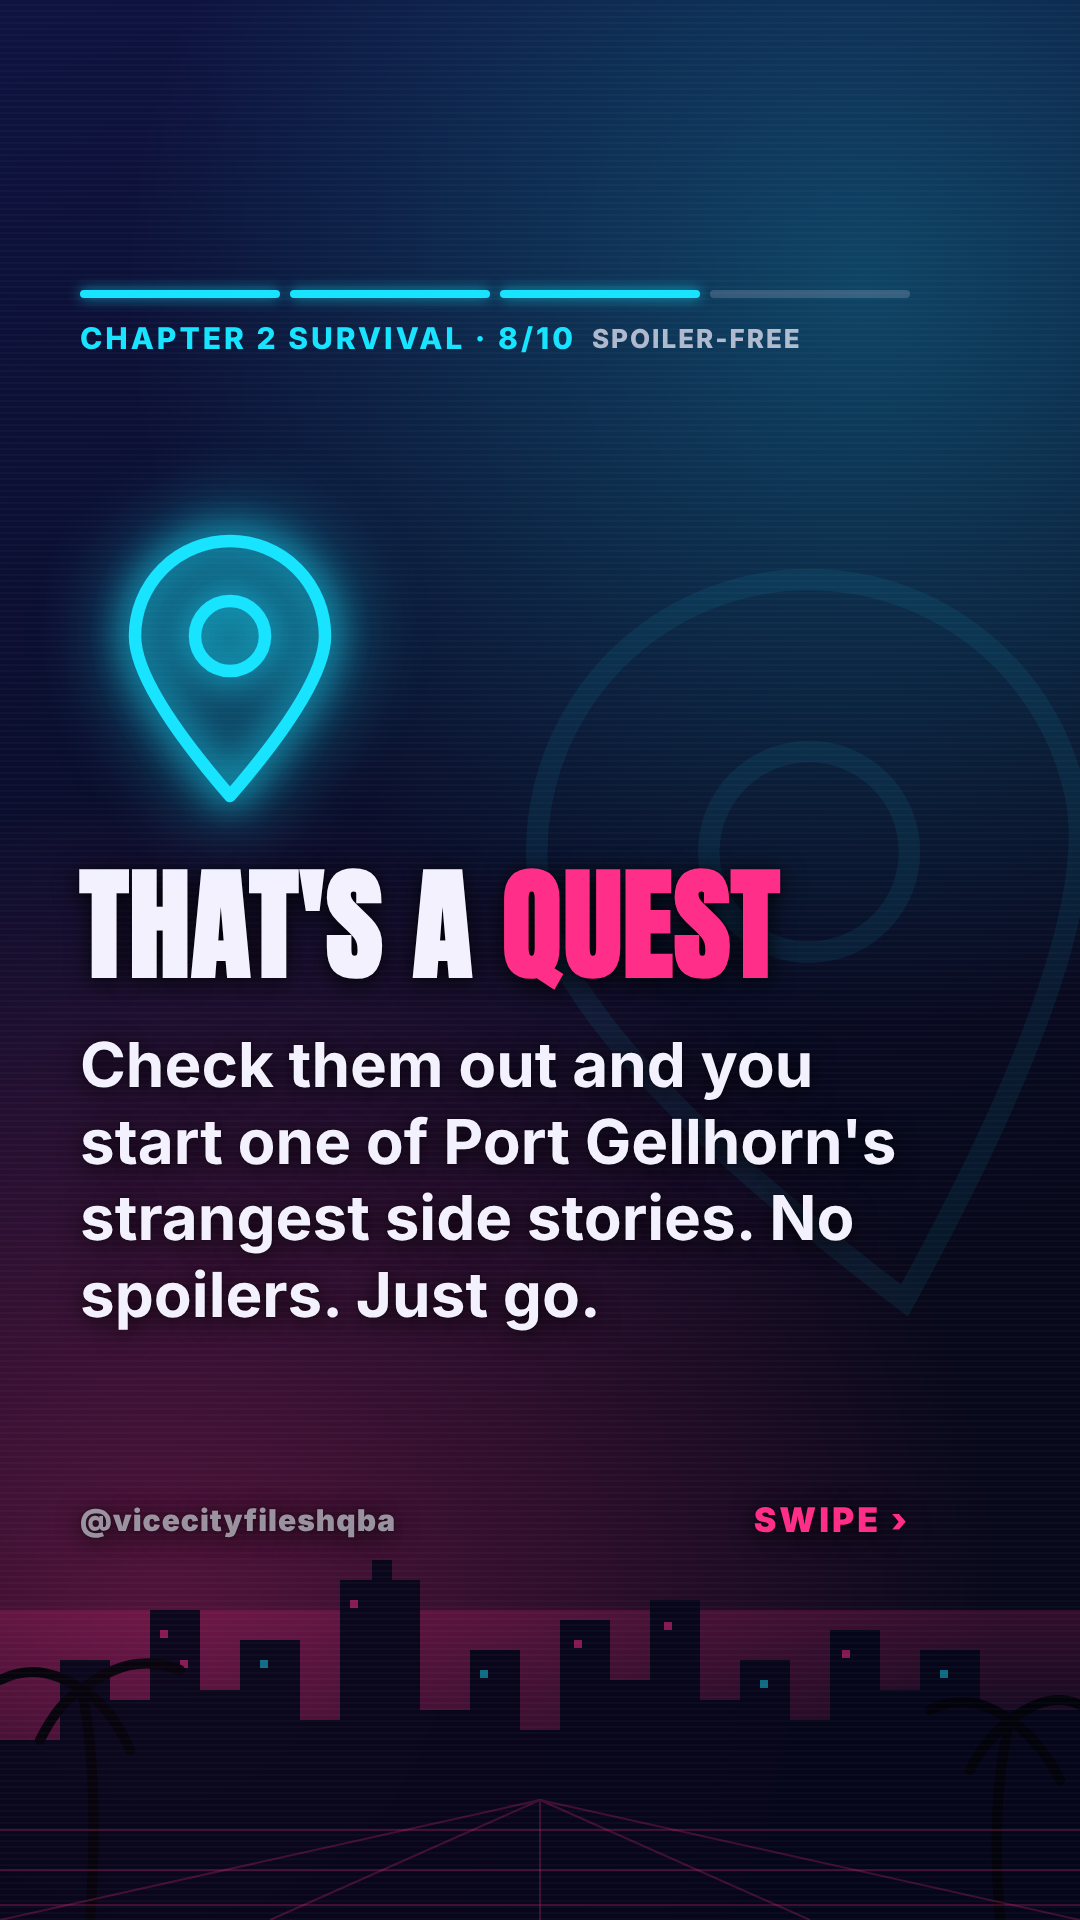 CHAPTER 2 SURVIVAL · 8/10 SPOILER-FREE
THAT'S A QUEST
Check them out and you
start one of Port Gellhorn's
strangest side stories. No
spoilers. Just go.
@vicecityfileshqba SWIPE ›